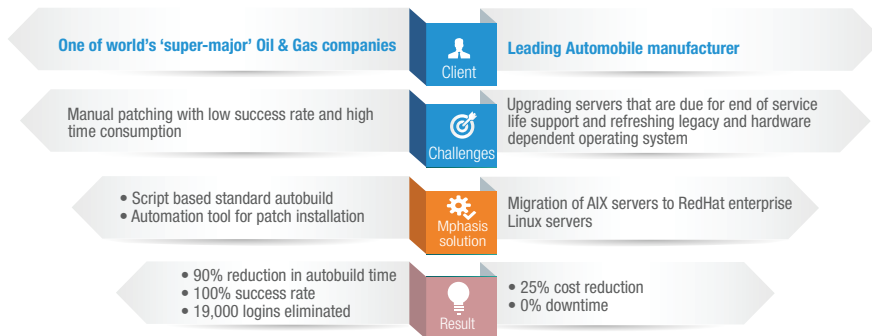 One of world's 'super-major' Oil & Gas companies
Client
Leading Automobile manufacturer
Manual patching with low success rate and high
time consumption
Challenges
Upgrading servers that are due for end of service
life support and refreshing legacy and hardware
dependent operating system
• Script based standard autobuild
• Automation tool for patch installation
Mphasis
solution
Migration of AIX servers to RedHat enterprise
Linux servers
• 90% reduction in autobuild time
• 100% success rate
• 19,000 logins eliminated
Result
• 25% cost reduction
• 0% downtime